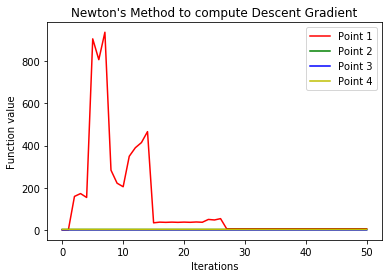 Newton's Method to compute Descent Gradient
Point 1
Point 2
Point 3
Point 4
Function value
800
600
400
200
0
0
10
20
30
40
50
Iterations